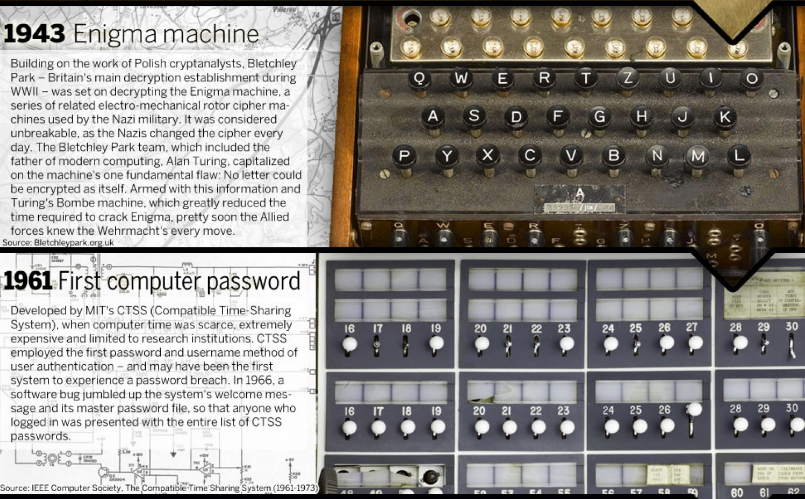 1943 Enigma machine
Building on the work of Polish cryptanalysts, Bletchley
Park – Britain's main decryption establishment during
WWII – was set on decrypting the Enigma machine, a
series of related electro-mechanical rotor cipher ma-
chines used by the Nazi military. It was considered
unbreakable, as the Nazis changed the cipher every
day. The Bletchley Park team, which included the
father of modern computing, Alan Turing, capitalized
on the machine's one fundamental flaw: No letter could
be encrypted as itself. Armed with this information and
Turing's Bombe machine, which greatly reduced the
time required to crack Enigma, pretty soon the Allied
forces knew the Wehrmacht's every move.
Source: Bletchleypark.org.uk
Q W E R T Z U I O
A S D F G H J K
P Y X C V B N M L
1961 First computer password
Developed by MIT's CTSS (Compatible Time-Sharing
System), when computer time was scarce, extremely
expensive and limited to research institutions. CTSS
employed the first password and username method of
user authentication – and may have been the first
system to experience a password breach. In 1966, a
software bug jumbled up the system's welcome mes-
sage and its master password file, so that anyone who
logged in was presented with the entire list of CTSS
passwords.
Source: IEEE Computer Society, The Compatible Time Sharing System (1961-1973)
16 17 18 19 20 21 22 23 24 25 26 27 28 29 30
16 17 18 19 20 21 22 23 24 25 26 28 29 30